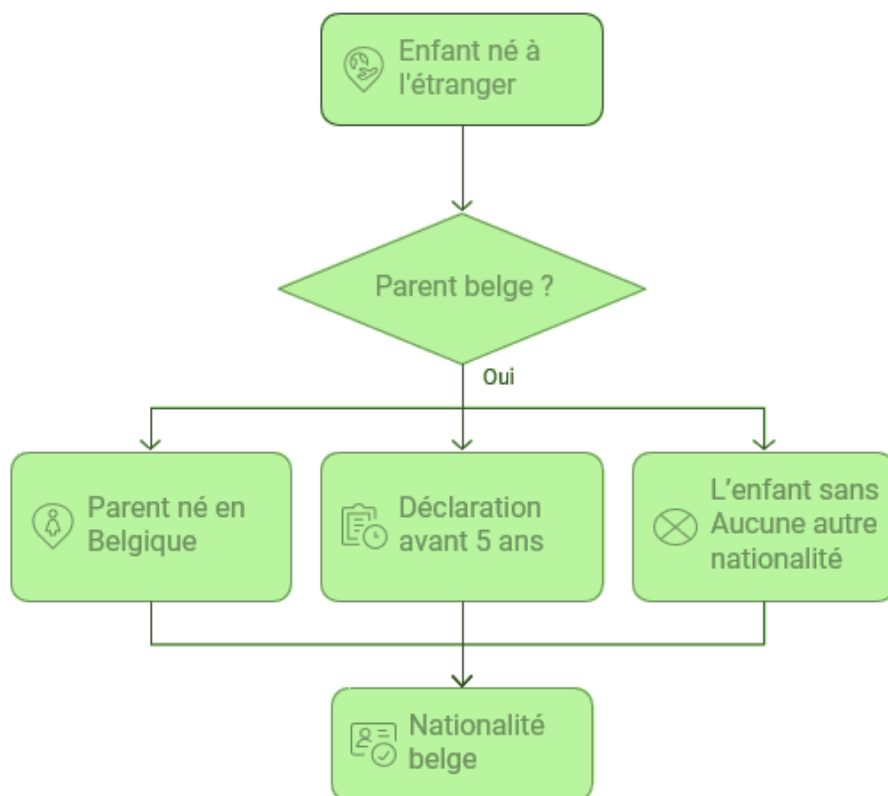 Enfant né à
l'étranger
Parent belge ?
Oui
Parent né en
Belgique
Déclaration
avant 5 ans
L'enfant sans
Aucune autre
nationalité
Nationalité
belge